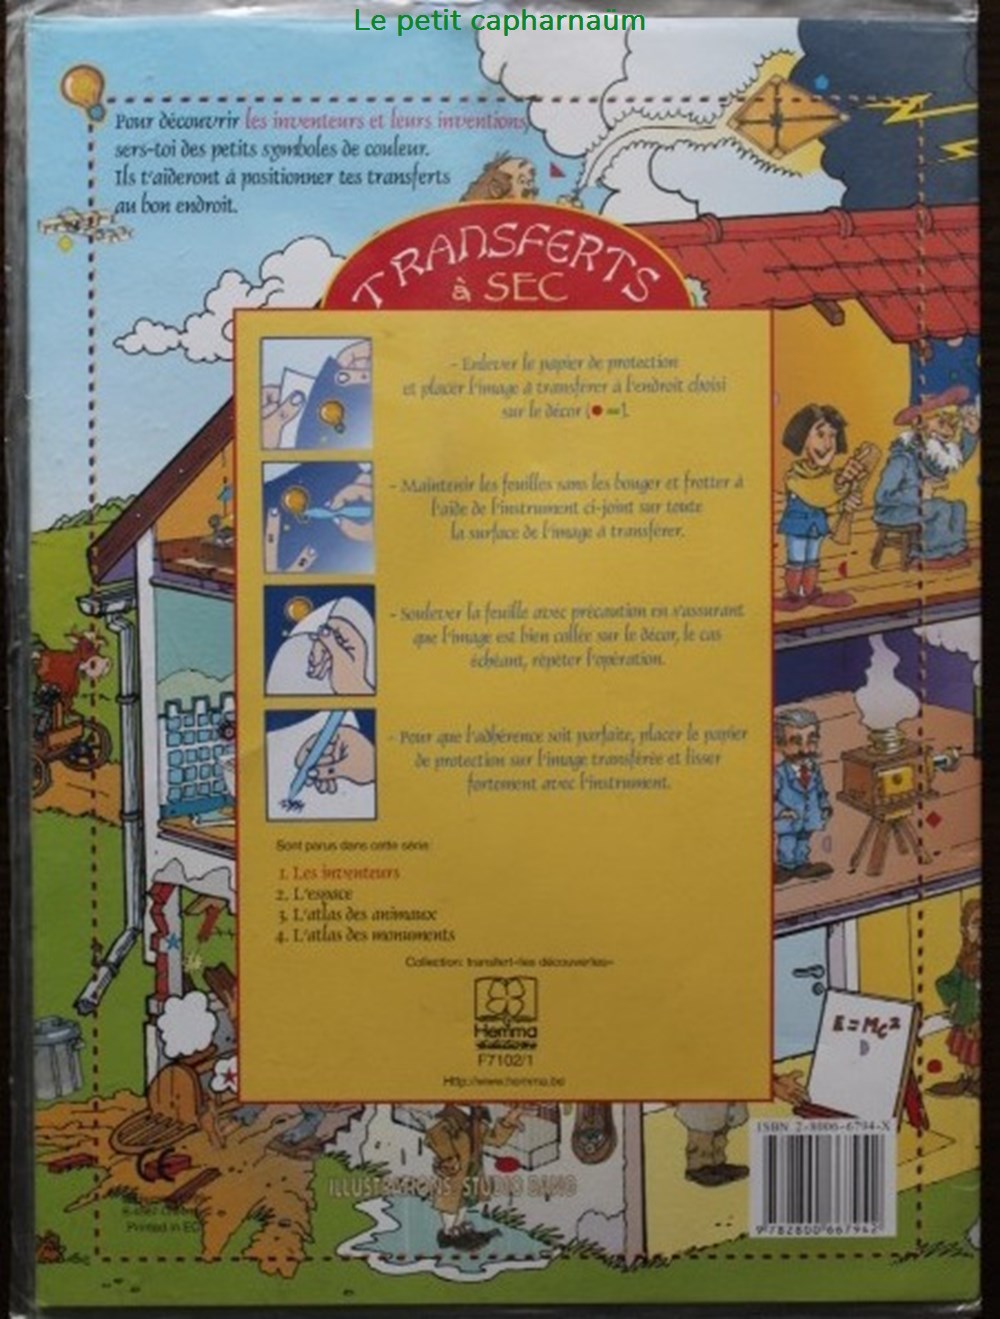 Le petit capharnaüm
Pour découvrir les inventeurs et leurs inventions,
sers-toi des petits symboles de couleur.
Ils t'aideront à positionner tes transferts
au bon endroit.
TRANSFERTS
à SEC
- Enlever le papier de protection
et placer l'image à transférer à l'endroit choisi
sur le décor
- Maintenir les feuilles sans les bouger et frotter à
l'aide de l'instrument ci-joint sur toute
la surface de l'image à transférer.
- Soulever la feuille avec précaution en s'assurant
que l'image est bien collée sur le décor, le cas
échéant, répéter l'opération.
- Pour que l'adhérence soit parfaite, placer le papier
de protection sur l'image transférée et lisser
fortement avec l'instrument.
Sont parus dans cette série:
1. Les inventeurs
2. L'espace
3. L'atlas des animaux
4. L'atlas des monuments
Collection: transfert «les découvertes»
Hemma
éditions
F7102/1
Http://www.hemma.be
E=MC2
ISBN 2-8006-6794-X
ILLUSTRATIONS STUDIO
Printed in EC
9 782800 667942